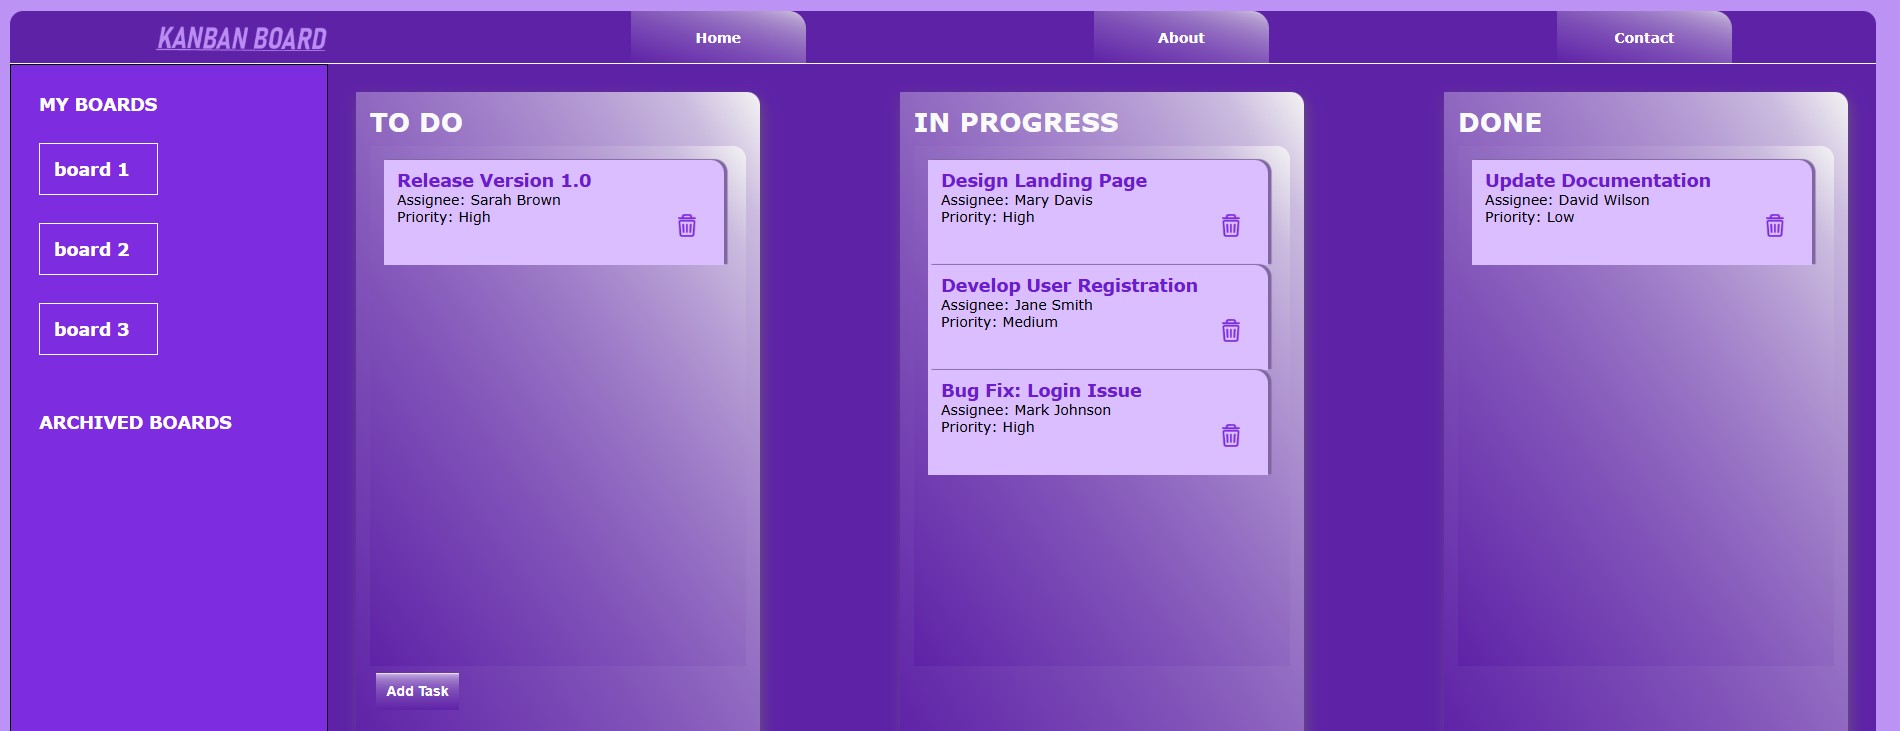 KANBAN BOARD
Home
About
Contact
MY BOARDS
board 1
board 2
board 3
ARCHIVED BOARDS
TO DO
Release Version 1.0
Assignee: Sarah Brown
Priority: High
Add Task
IN PROGRESS
Design Landing Page
Assignee: Mary Davis
Priority: High
Develop User Registration
Assignee: Jane Smith
Priority: Medium
Bug Fix: Login Issue
Assignee: Mark Johnson
Priority: High
DONE
Update Documentation
Assignee: David Wilson
Priority: Low